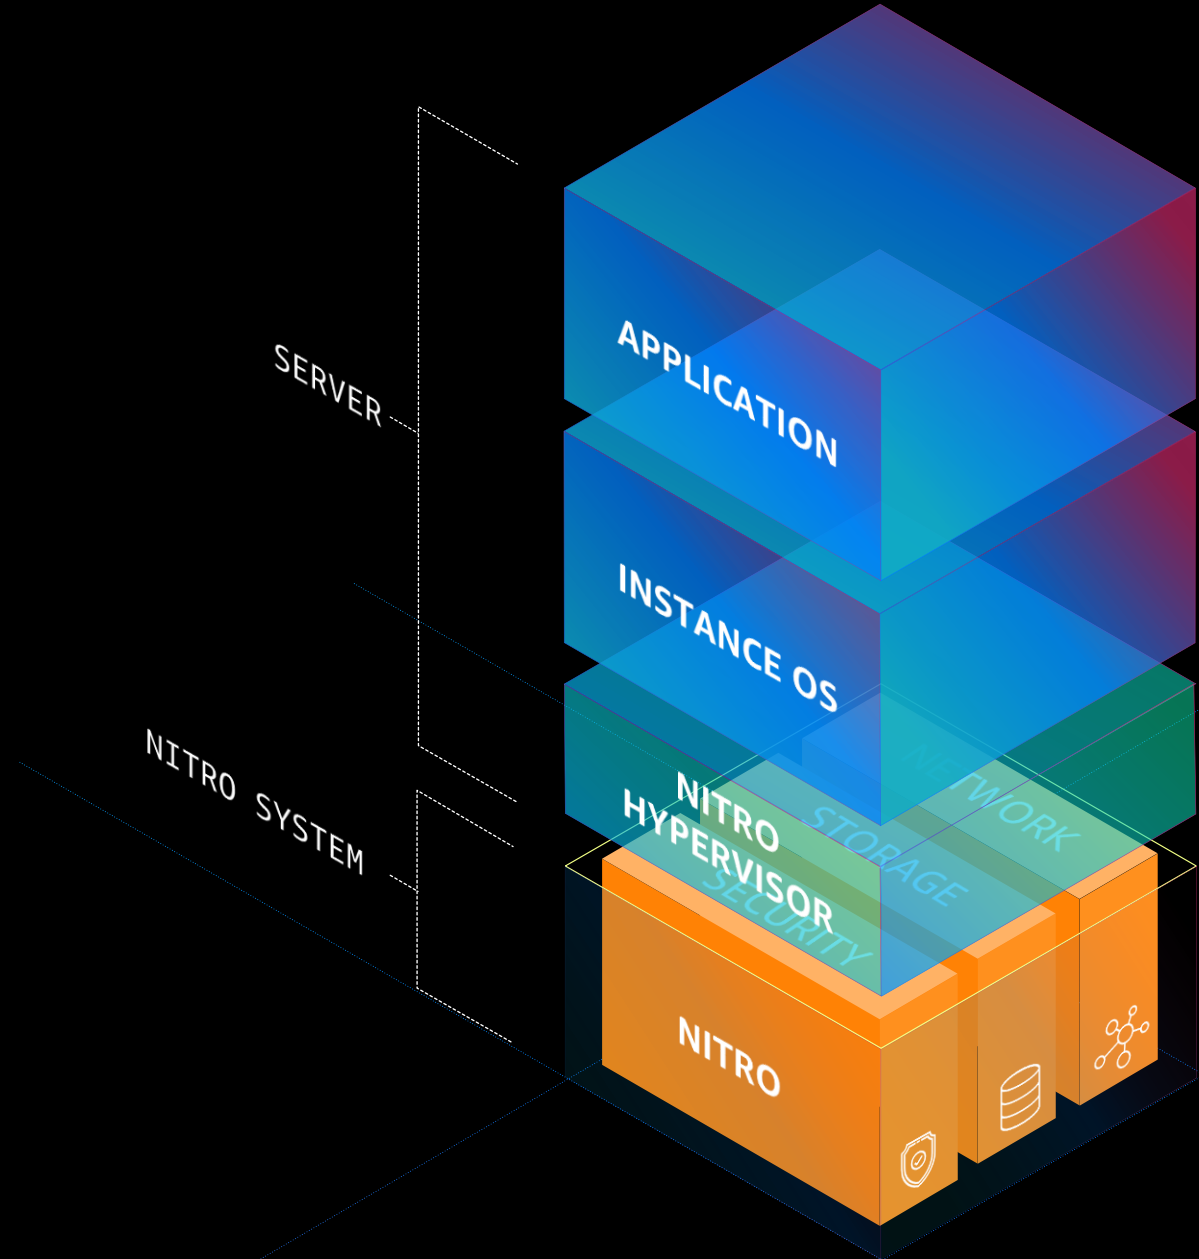 SERVER
NITRO SYSTEM
APPLICATION
INSTANCE OS
NITRO
HYPERVISOR
NETWORK
STORAGE
SECURITY
NITRO